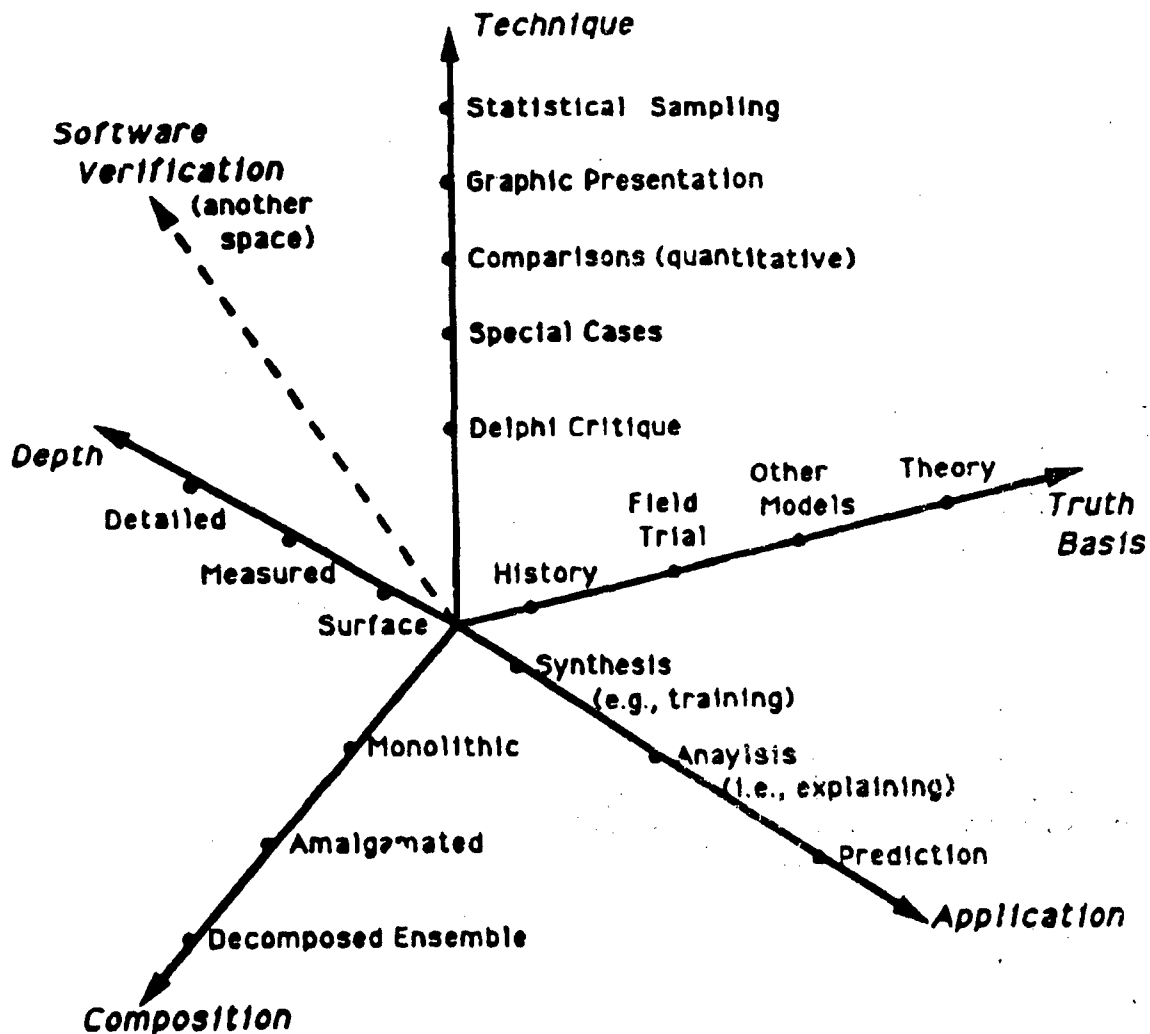 Technique
Statistical Sampling
Software
Verification
(another
space)
Graphic Presentation
Comparisons (quantitative)
Special Cases
Delphi Critique
Depth
Detailed
Measured
Surface
History
Field
Trial
Other
Models
Theory
Truth
Basis
Synthesis
(e.g., training)
Anaylsis
(i.e., explaining)
Prediction
Application
Monolithic
Amalgamated
Decomposed Ensemble
Composition